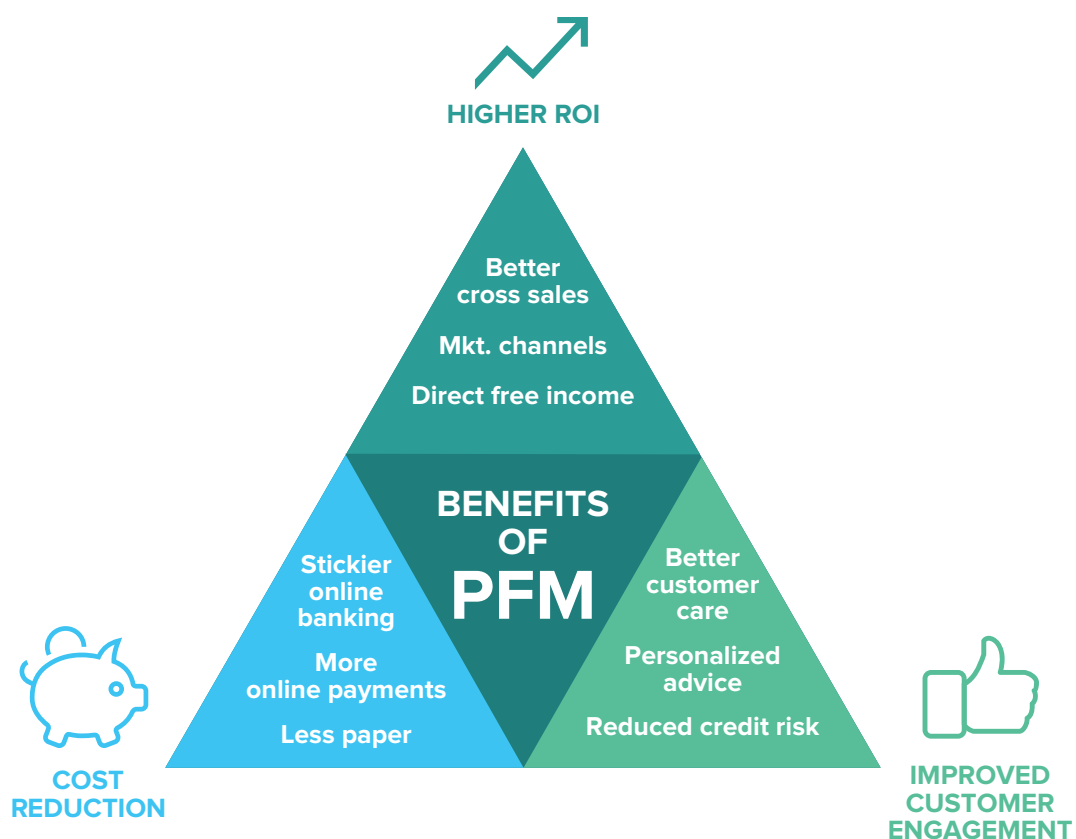 HIGHER ROI
Better
cross sales
Mkt. channels
Direct free income
BENEFITS
OF
PFM
Stickier
online
banking
More
online payments
Less paper
Better
customer
care
Personalized
advice
Reduced credit risk
COST
REDUCTION
IMPROVED
CUSTOMER
ENGAGEMENT